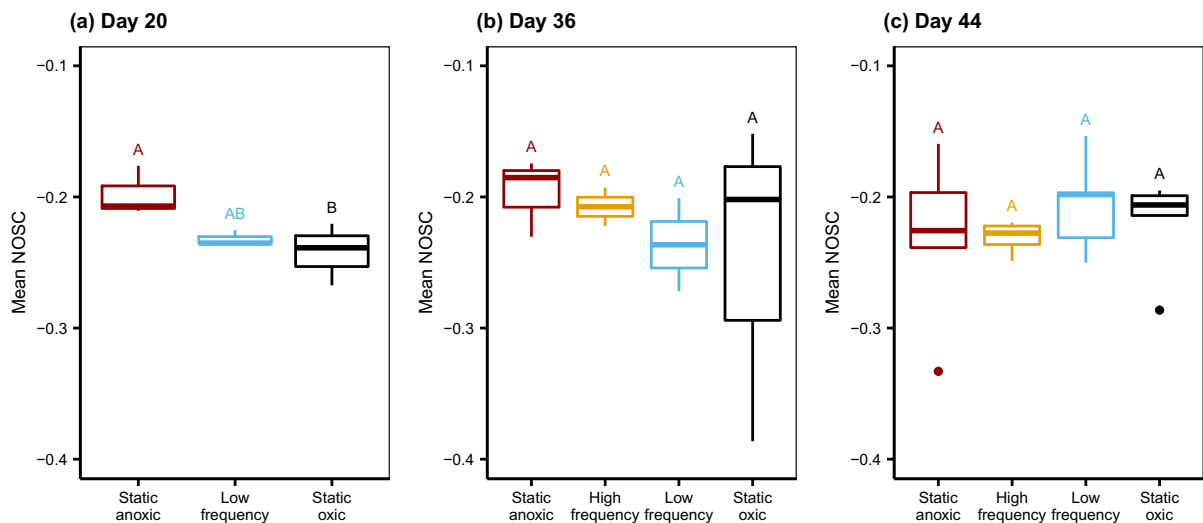 (a) Day 20
Mean NOSC
−0.1
−0.2
−0.3
−0.4
A
AB
B
Static
anoxic
Low
frequency
Static
oxic
(b) Day 36
Mean NOSC
−0.1
−0.2
−0.3
−0.4
A
A
A
A
Static
anoxic
High
frequency
Low
frequency
Static
oxic
(c) Day 44
Mean NOSC
−0.1
−0.2
−0.3
−0.4
A
A
A
A
Static
anoxic
High
frequency
Low
frequency
Static
oxic